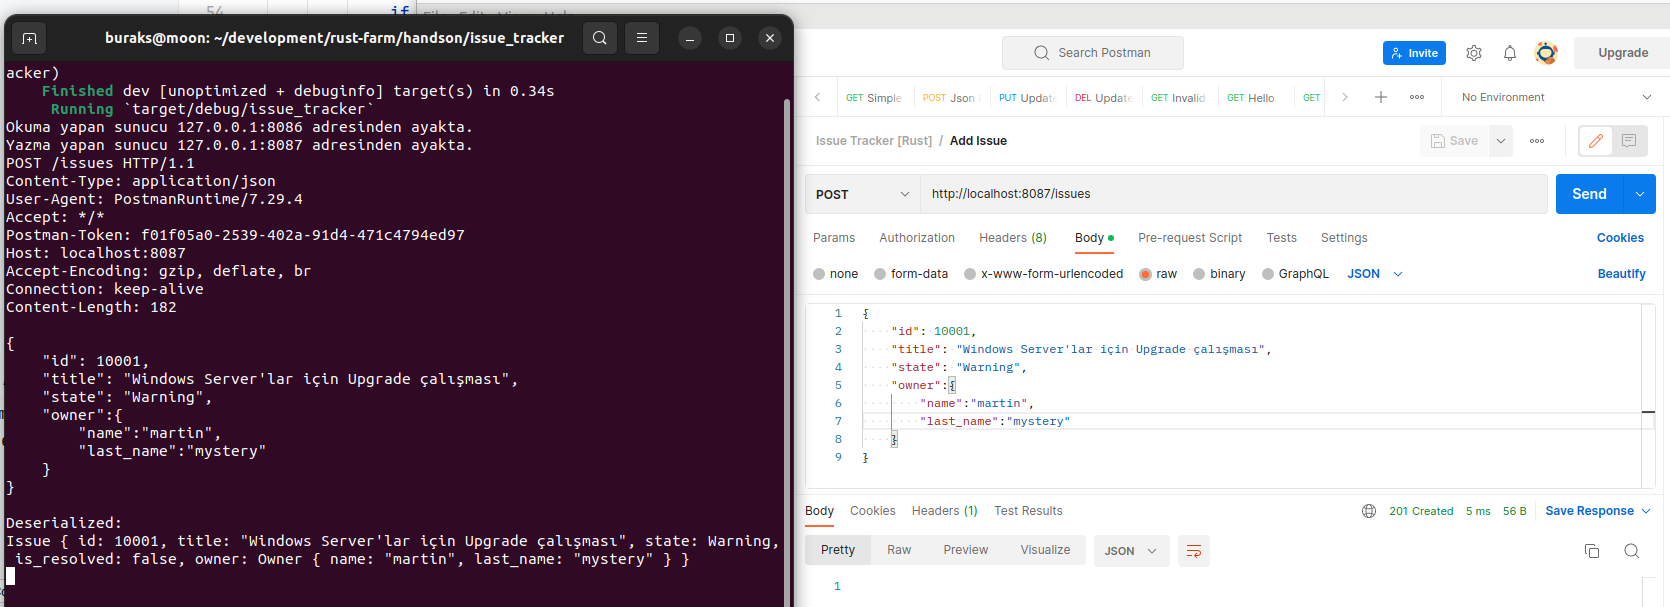 54
if
buraks@moon: ~/development/rust-farm/handson/issue_tracker
acker)
Finished dev [unoptimized + debuginfo] target(s) in 0.34s
Running `target/debug/issue_tracker`
Okuma yapan sunucu 127.0.0.1:8086 adresinden ayakta.
Yazma yapan sunucu 127.0.0.1:8087 adresinden ayakta.
POST /issues HTTP/1.1
Content-Type: application/json
User-Agent: PostmanRuntime/7.29.4
Accept: */*
Postman-Token: f01f05a0-2539-402a-91d4-471c4794ed97
Host: localhost:8087
Accept-Encoding: gzip, deflate, br
Connection: keep-alive
Content-Length: 182
{
"id": 10001,
"title": "Windows Server'lar için Upgrade çalışması",
"state": "Warning",
"owner":{
"name":"martin",
"last_name":"mystery"
}
}
Deserialized:
Issue { id: 10001, title: "Windows Server'lar için Upgrade çalışması", state: Warning,
is_resolved: false, owner: Owner { name: "martin", last_name: "mystery" } }
Search Postman
Invite
Upgrade
GET Simple POST Json PUT Update DEL Update GET Invalid GET Hello GET
No Environment
Issue Tracker [Rust] / Add Issue
Save
POST http://localhost:8087/issues Send
Params Authorization Headers (8) Body Pre-request Script Tests Settings Cookies
none form-data x-www-form-urlencoded raw binary GraphQL JSON Beautify
1 {
2 "id": 10001,
3 "title": "Windows Server'lar için Upgrade çalışması",
4 "state": "Warning",
5 "owner":{
6 "name":"martin",
7 "last_name":"mystery"
8 }
9 }
Body Cookies Headers (1) Test Results 201 Created 5 ms 56 B Save Response
Pretty Raw Preview Visualize JSON
1